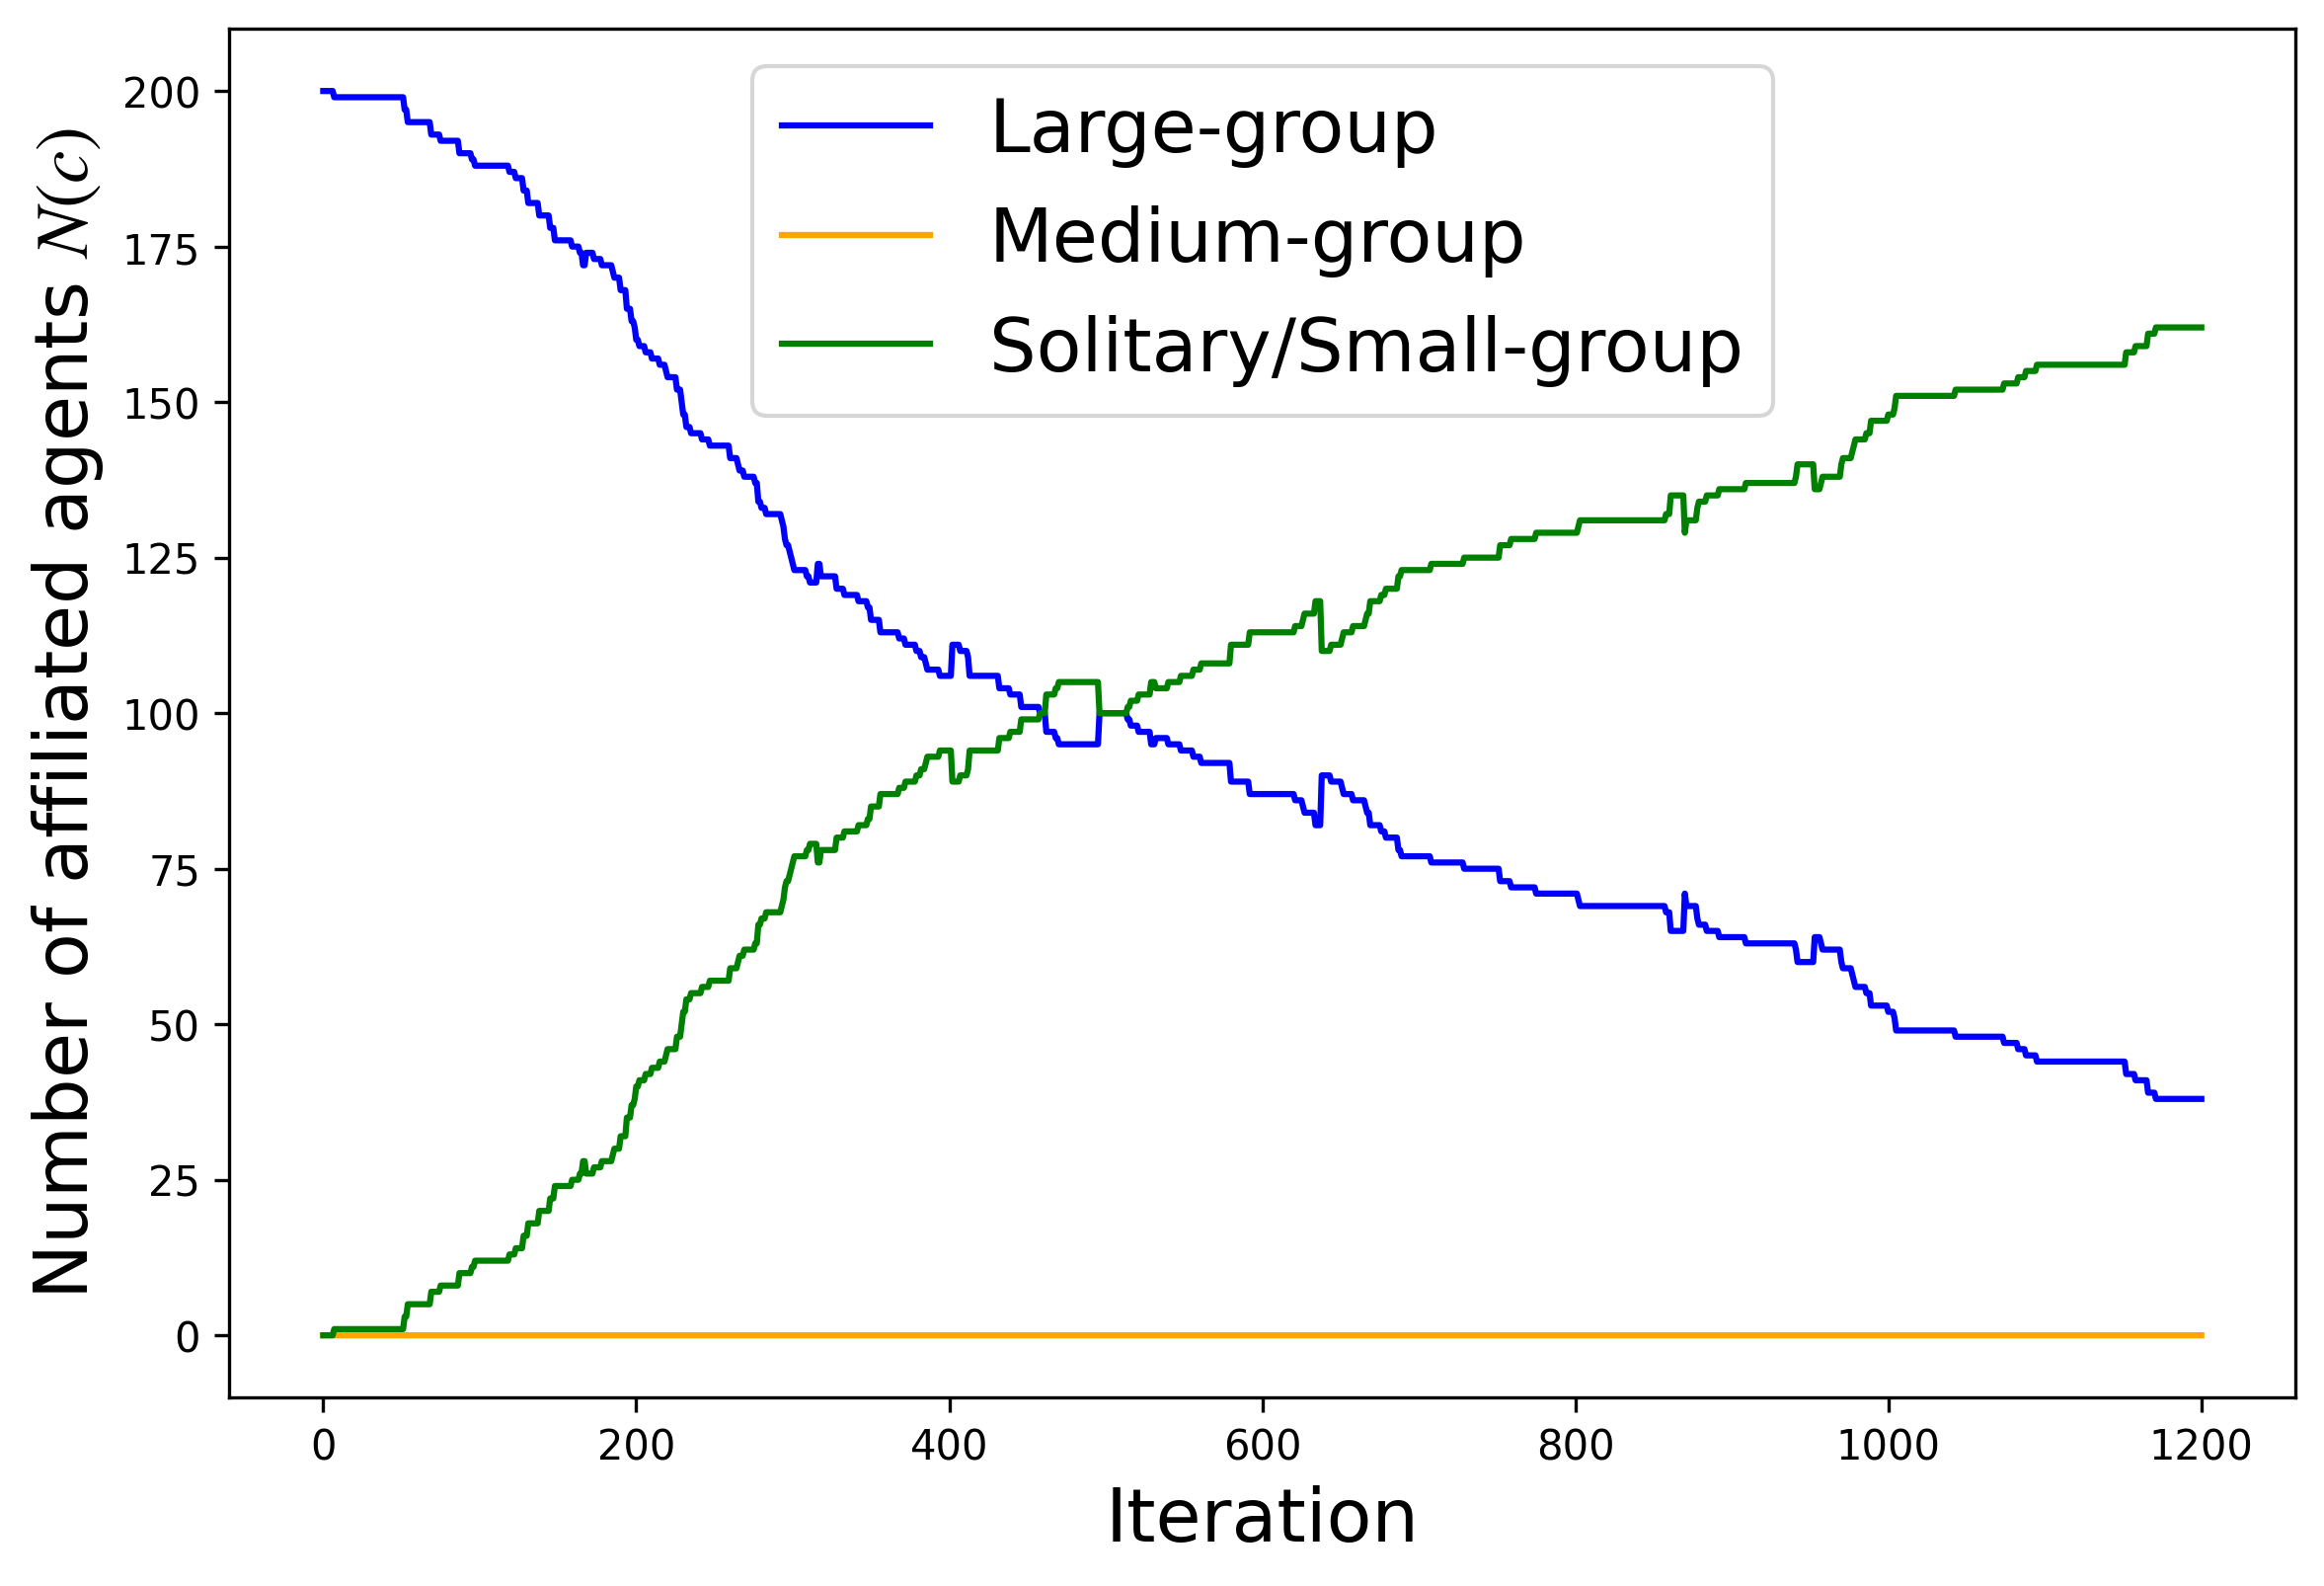 Number of affiliated agents N(c)
200
175
150
125
100
75
50
25
0
Large-group
Medium-group
Solitary/Small-group
0 200 400 600 800 1000 1200
Iteration